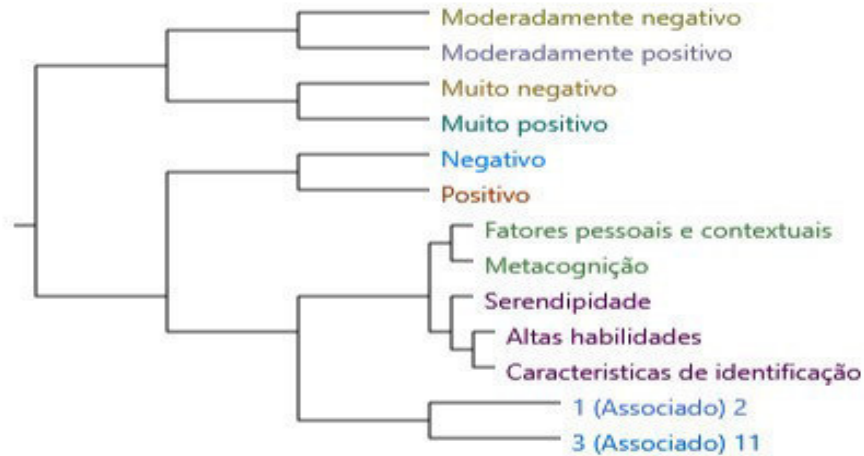 Moderadamente negativo
Moderadamente positivo
Muito negativo
Muito positivo
Negativo
Positivo
Fatores pessoais e contextuais
Metacognição
Serendipidade
Altas habilidades
Caracteristicas de identificação
1 (Associado) 2
3 (Associado) 11